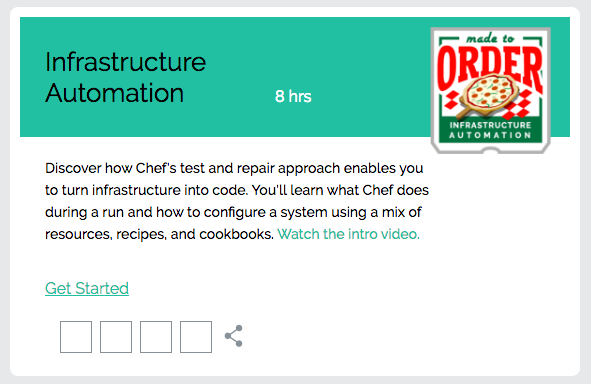 Infrastructure
Automation
8 hrs
made to
ORDER
INFRASTRUCTURE
AUTOMATION
Discover how Chef's test and repair approach enables you
to turn infrastructure into code. You'll learn what Chef does
during a run and how to configure a system using a mix of
resources, recipes, and cookbooks. Watch the intro video.
Get Started